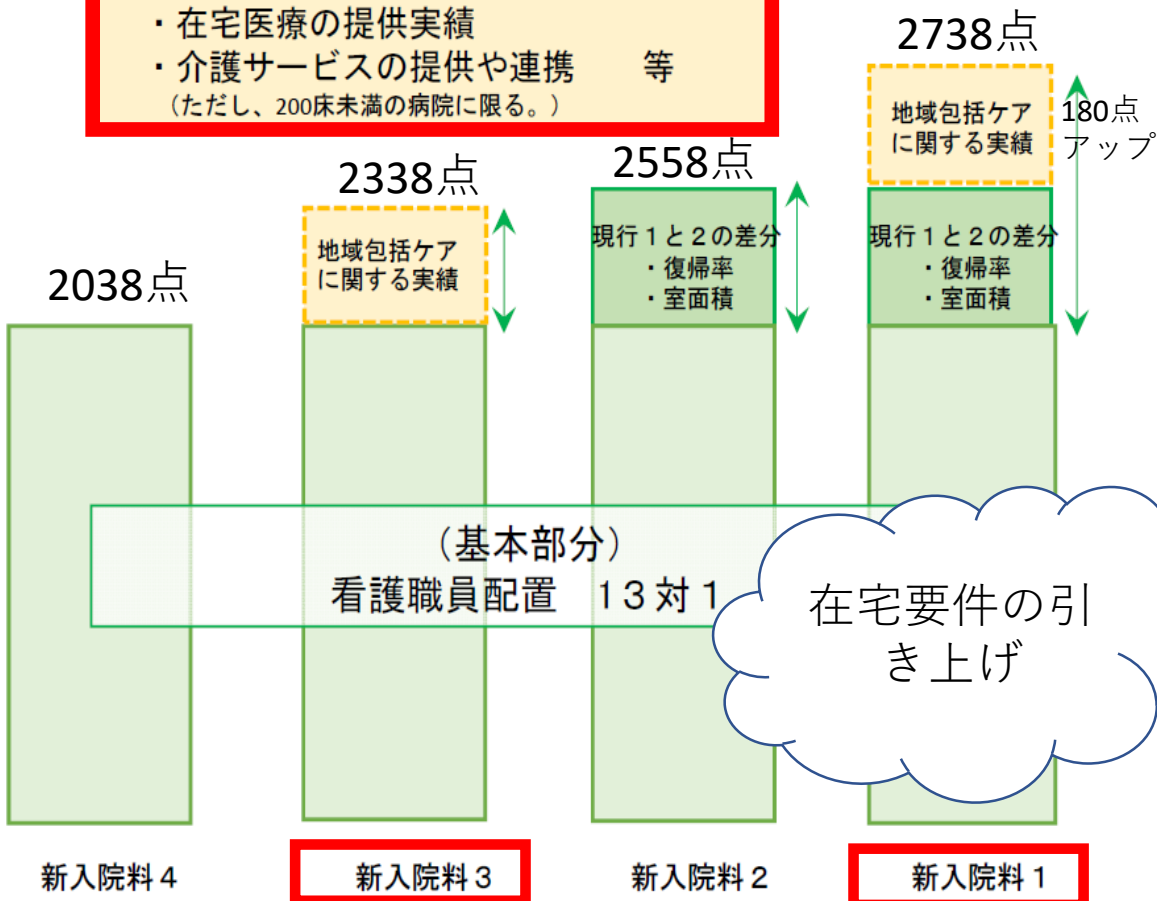 ・在宅医療の提供実績
・介護サービスの提供や連携　　等
（ただし、200床未満の病院に限る。）
2738点
地域包括ケア
に関する実績
180点
アップ
2338点
2558点
地域包括ケア
に関する実績
現行１と２の差分
・復帰率
・室面積
現行１と２の差分
・復帰率
・室面積
2038点
（基本部分）
看護職員配置　１３対１
在宅要件の引
き上げ
新入院料４
新入院料３
新入院料２
新入院料１